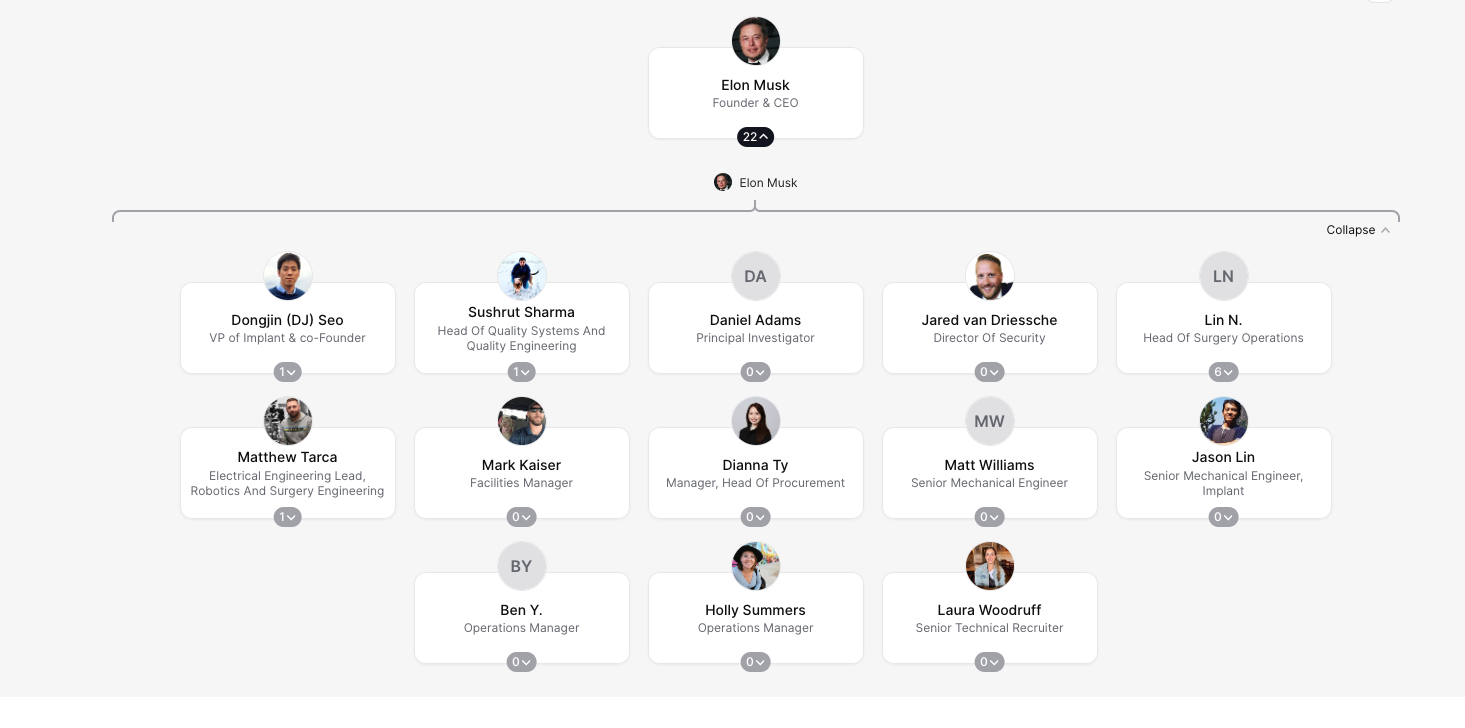 Elon Musk
Founder & CEO
22
Elon Musk
Collapse
Dongjin (DJ) Seo
VP of Implant & co-Founder
1
Sushrut Sharma
Head Of Quality Systems And
Quality Engineering
1
DA
Daniel Adams
Principal Investigator
0
Jared van Driessche
Director Of Security
0
LN
Lin N.
Head Of Surgery Operations
6
Matthew Tarca
Electrical Engineering Lead,
Robotics And Surgery Engineering
1
Mark Kaiser
Facilities Manager
0
Dianna Ty
Manager, Head Of Procurement
0
MW
Matt Williams
Senior Mechanical Engineer
0
Jason Lin
Senior Mechanical Engineer,
Implant
0
BY
Ben Y.
Operations Manager
0
Holly Summers
Operations Manager
0
Laura Woodruff
Senior Technical Recruiter
0